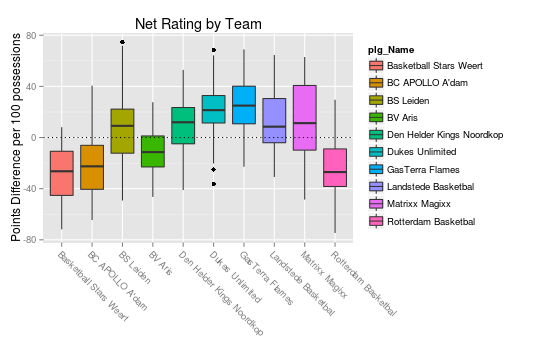 Net Rating by Team
Points Difference per 100 possessions
80
40
0
-40
-80
Basketball Stars Weert
BC APOLLO A'dam
BS Leiden
BV Aris
Den Helder Kings Noordkop
Dukes Unlimited
GasTerra Flames
Landstede Basketbal
Matrixx Magixx
Rotterdam Basketbal
plg_Name
Basketball Stars Weert
BC APOLLO A'dam
BS Leiden
BV Aris
Den Helder Kings Noordkop
Dukes Unlimited
GasTerra Flames
Landstede Basketbal
Matrixx Magixx
Rotterdam Basketbal